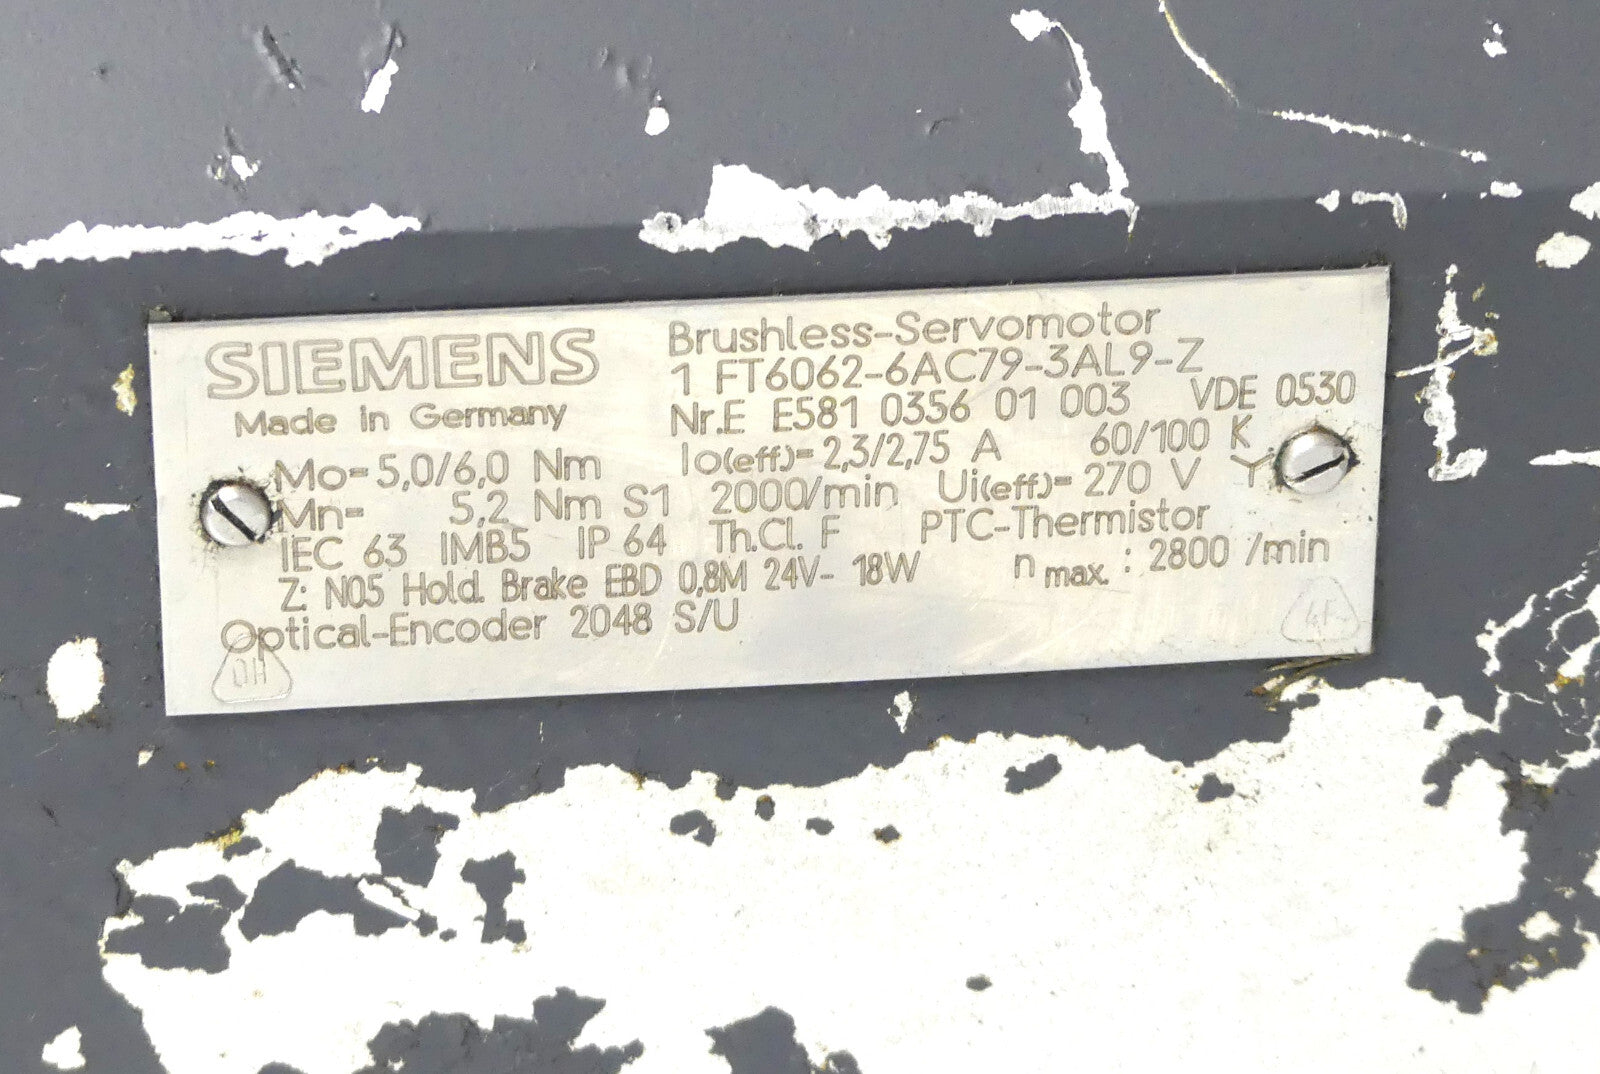 SIEMENS
Made in Germany
Brushless-Servomotor
1 FT6062-6AC79-3AL9-Z
Nr.E E581 0356 01 003 VDE 0530
Mo=5,0/6,0 Nm Io(eff)=2,3/2,75 A 60/100 K
Mn= 5,2 Nm S1 2000/min Ui(eff)=270 V Y
IEC 63 IMB5 IP 64 Th.Cl. F PTC-Thermistor
Z: N05 Hold. Brake EBD 0,8M 24V- 18W n max. : 2800 /min
Optical-Encoder 2048 S/U
DH